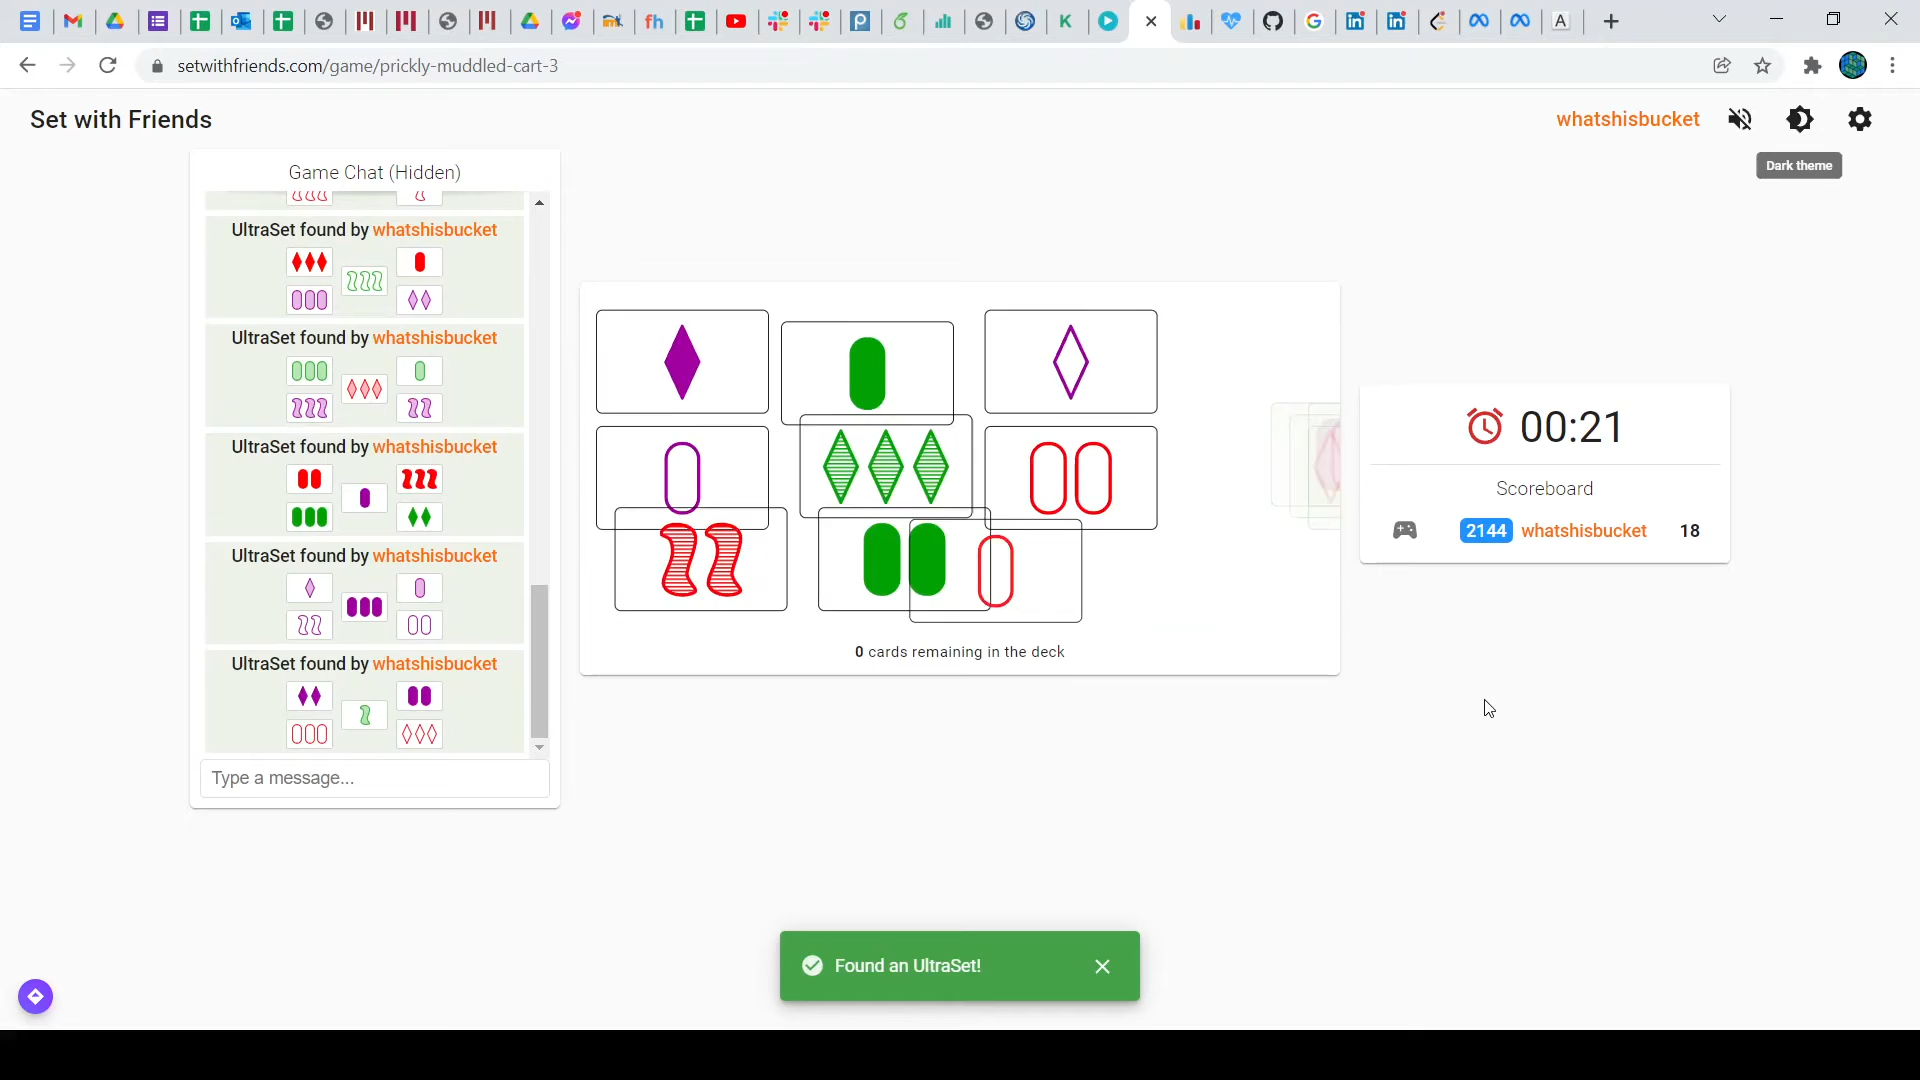 setwithfriends.com/game/prickly-muddled-cart-3
Set with Friends
whatshisbucket
Dark theme
Game Chat (Hidden)
UltraSet found by whatshisbucket
UltraSet found by whatshisbucket
UltraSet found by whatshisbucket
UltraSet found by whatshisbucket
UltraSet found by whatshisbucket
Type a message...
0 cards remaining in the deck
00:21
Scoreboard
2144 whatshisbucket 18
Found an UltraSet!